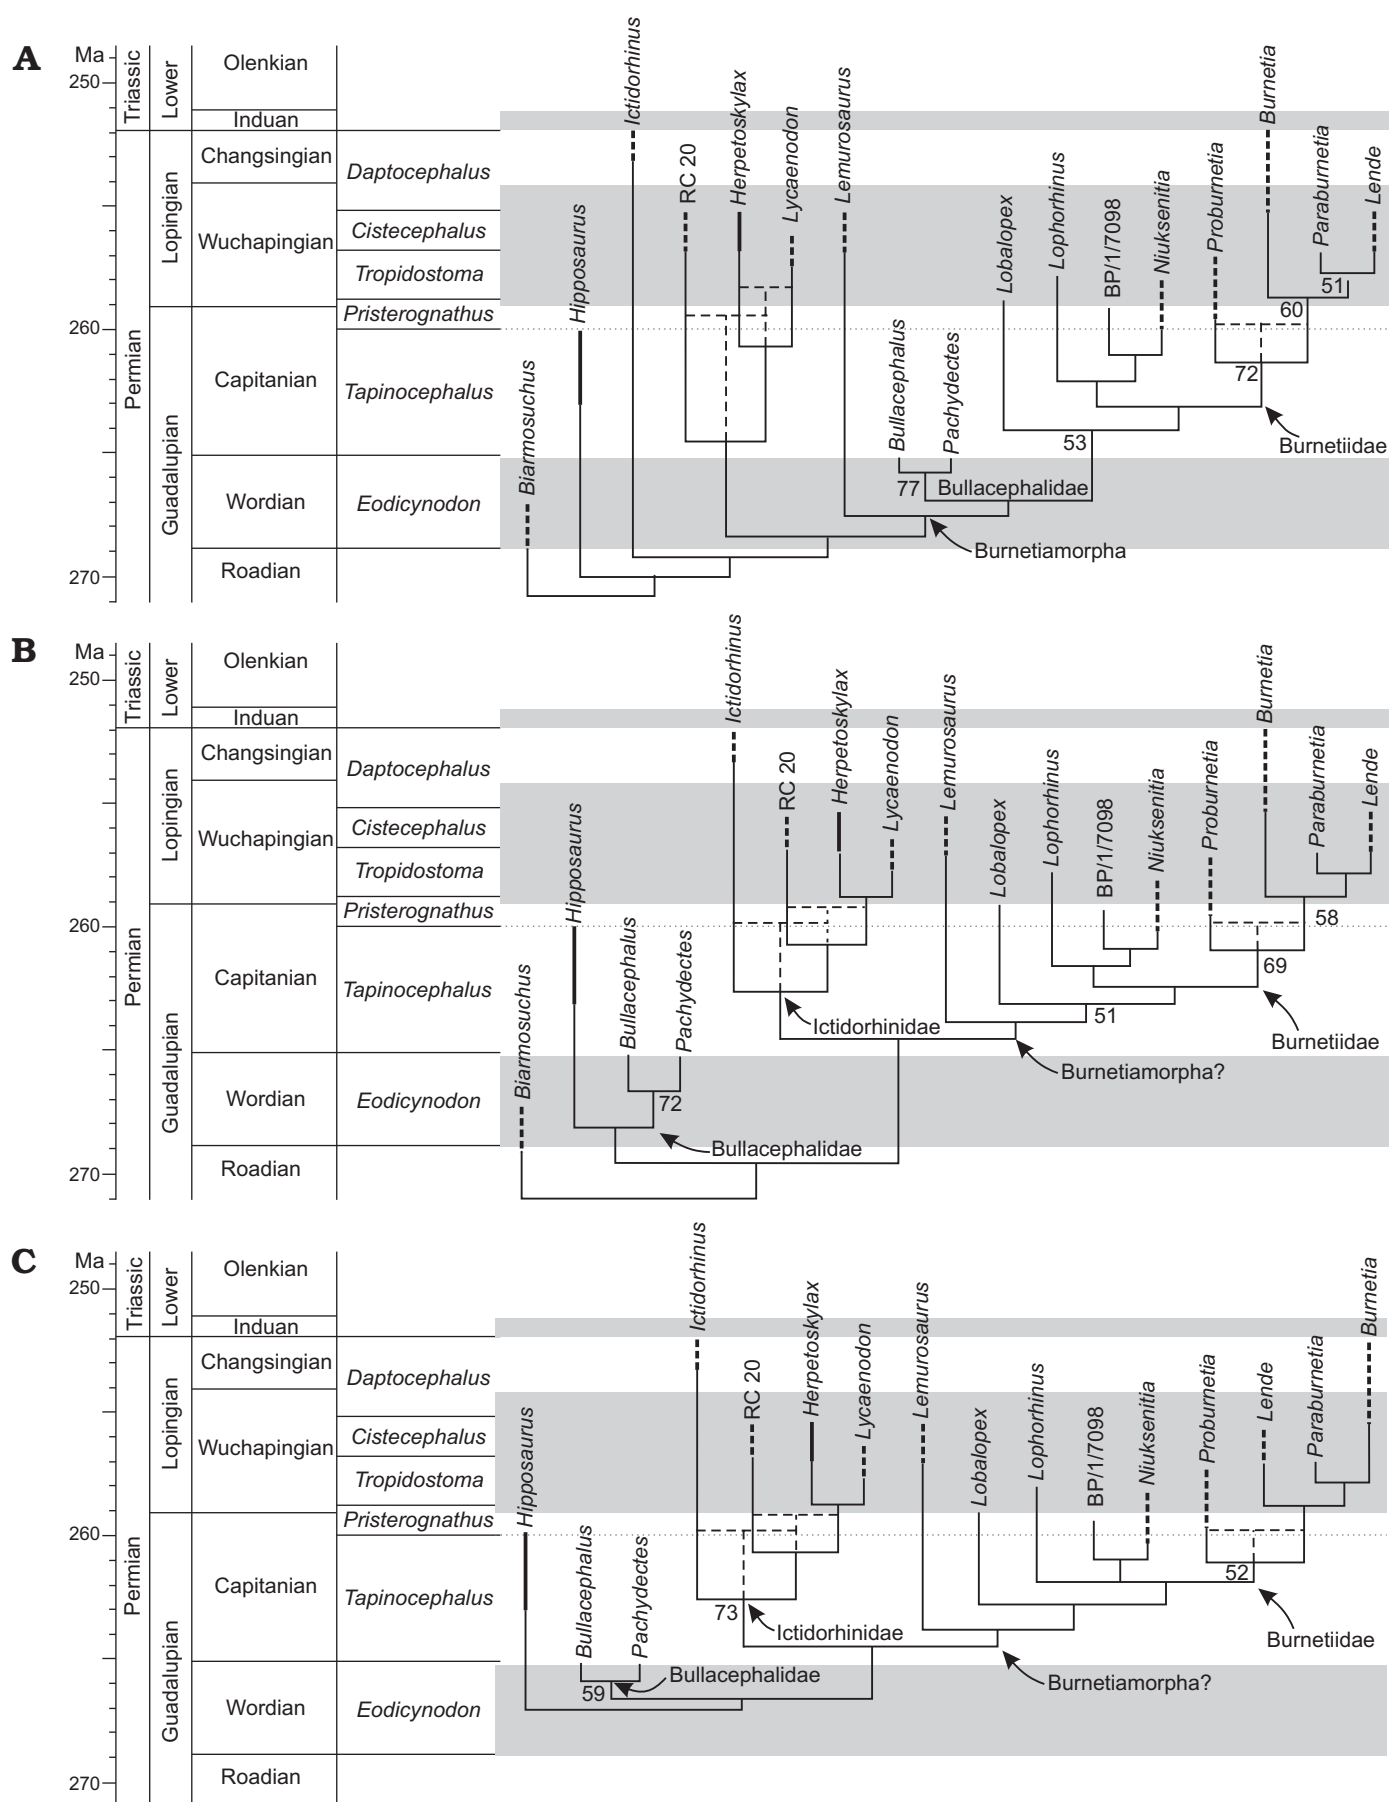 A
Ma
250
260
270
Triassic
Permian
Lower
Lopingian
Guadalupian
Olenkian
Induan
Changsingian
Wuchapingian
Capitanian
Wordian
Roadian
Daptocephalus
Cistecephalus
Tropidostoma
Pristerognathus
Tapinocephalus
Eodicynodon
Biarmosuchus
Hipposaurus
Ictidorhinus
RC 20
Herpetoskylax
Lycaenodon
Lemurosaurus
Bullacephalus
Pachydectes
Lobalopex
Lophorhinus
BP/1/7098
Niuksenitia
Proburnetia
Burnetia
Paraburnetia
Lende
51
60
72
Burnetiidae
53
77
Bullacephalidae
Burnetiamorpha
B
Ma
250
260
270
Triassic
Permian
Lower
Lopingian
Guadalupian
Olenkian
Induan
Changsingian
Wuchapingian
Capitanian
Wordian
Roadian
Daptocephalus
Cistecephalus
Tropidostoma
Pristerognathus
Tapinocephalus
Eodicynodon
Biarmosuchus
Hipposaurus
Bullacephalus
Pachydectes
Ictidorhinus
RC 20
Herpetoskylax
Lycaenodon
Lemurosaurus
Lobalopex
Lophorhinus
BP/1/7098
Niuksenitia
Proburnetia
Burnetia
Paraburnetia
Lende
58
69
51
Ictidorhinidae
Burnetiidae
Burnetiamorpha?
72
Bullacephalidae
C
Ma
250
260
270
Triassic
Permian
Lower
Lopingian
Guadalupian
Olenkian
Induan
Changsingian
Wuchapingian
Capitanian
Wordian
Roadian
Daptocephalus
Cistecephalus
Tropidostoma
Pristerognathus
Tapinocephalus
Eodicynodon
Hipposaurus
Bullacephalus
Pachydectes
Ictidorhinus
RC 20
Herpetoskylax
Lycaenodon
Lemurosaurus
Lobalopex
Lophorhinus
BP/1/7098
Niuksenitia
Proburnetia
Lende
Paraburnetia
Burnetia
52
73
Ictidorhinidae
Burnetiidae
Bullacephalidae
59
Burnetiamorpha?